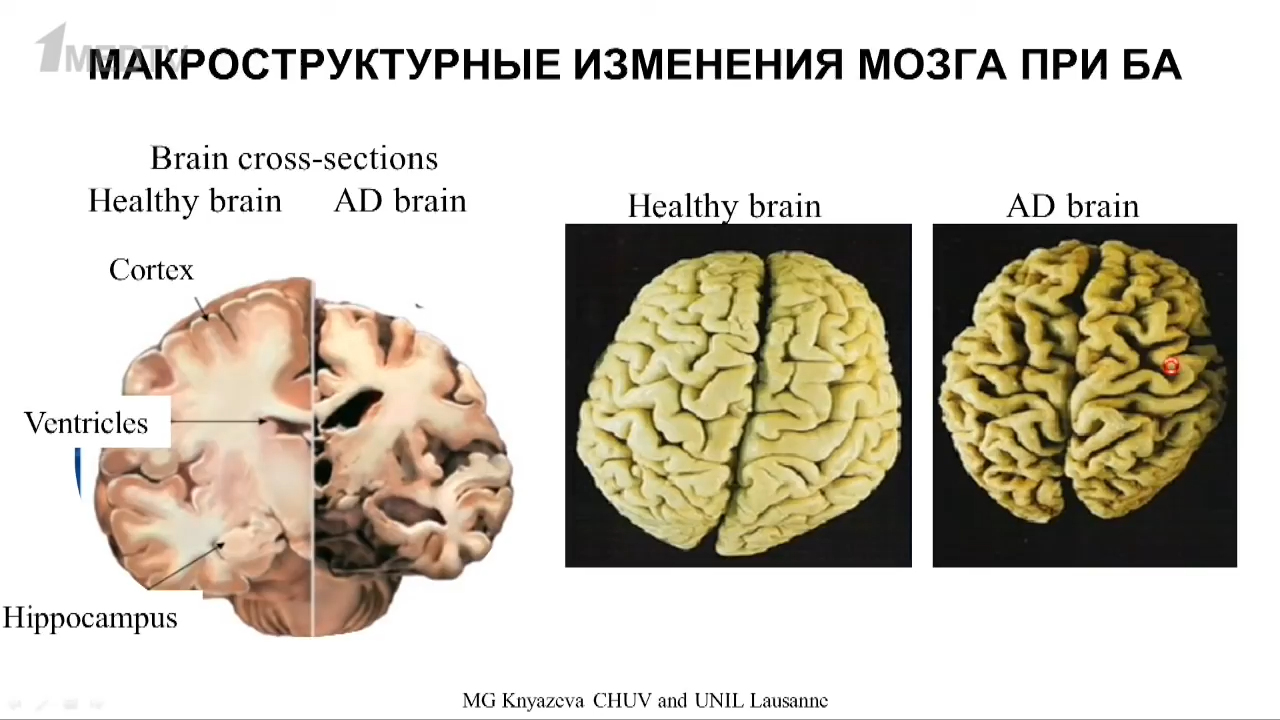 1MEDTV
МАКРОСТРУКТУРНЫЕ ИЗМЕНЕНИЯ МОЗГА ПРИ БА
Brain cross-sections
Healthy brain AD brain
Cortex
Ventricles
Hippocampus
Healthy brain
AD brain
MG Knyazeva CHUV and UNIL Lausanne